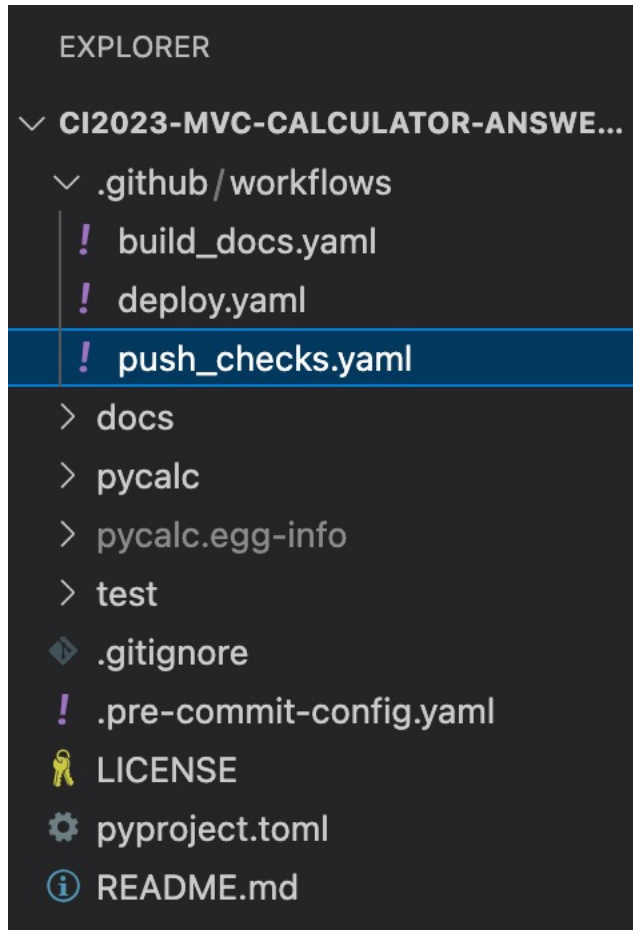 EXPLORER
CI2023-MVC-CALCULATOR-ANSWE...
.github/workflows
! build_docs.yaml
! deploy.yaml
! push_checks.yaml
docs
pycalc
pycalc.egg-info
test
.gitignore
! .pre-commit-config.yaml
LICENSE
pyproject.toml
README.md